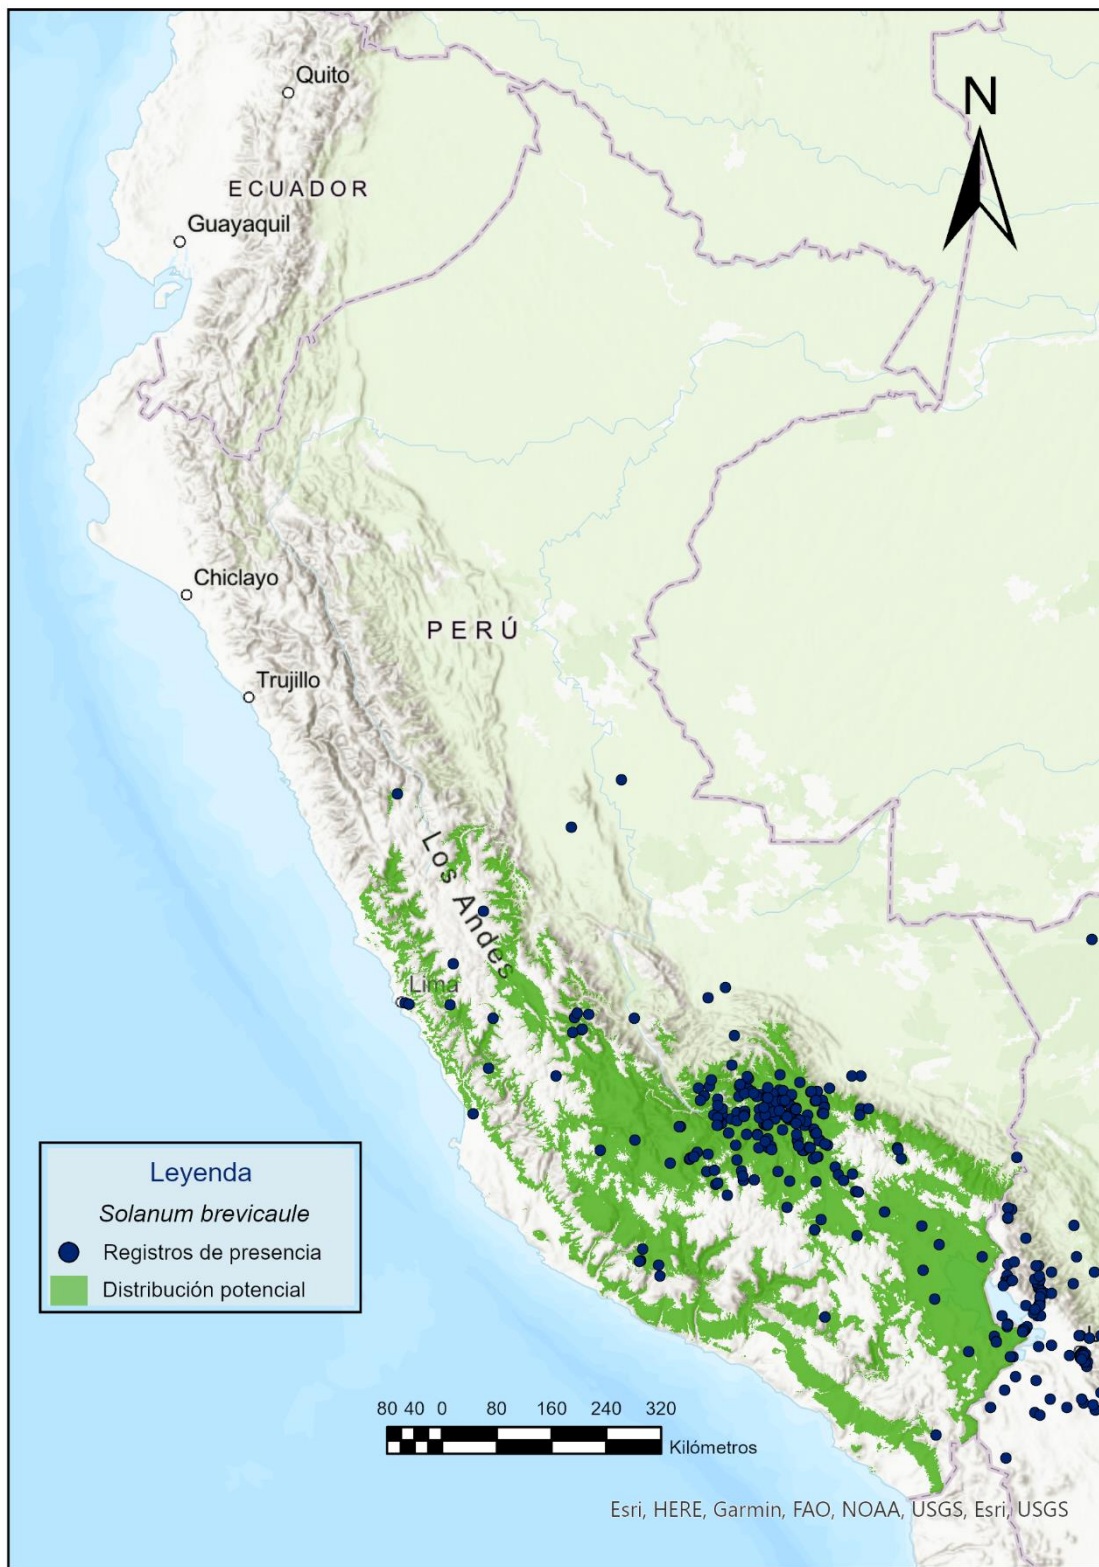 N
Quito
ECUADOR
Guayaquil
Chiclayo
PERÚ
Trujillo
Los Andes
Lima
Leyenda
Solanum brevicaule
Registros de presencia
Distribución potencial
80 40 0 80 160 240 320
Kilómetros
Esri, HERE, Garmin, FAO, NOAA, USGS, Esri, USGS